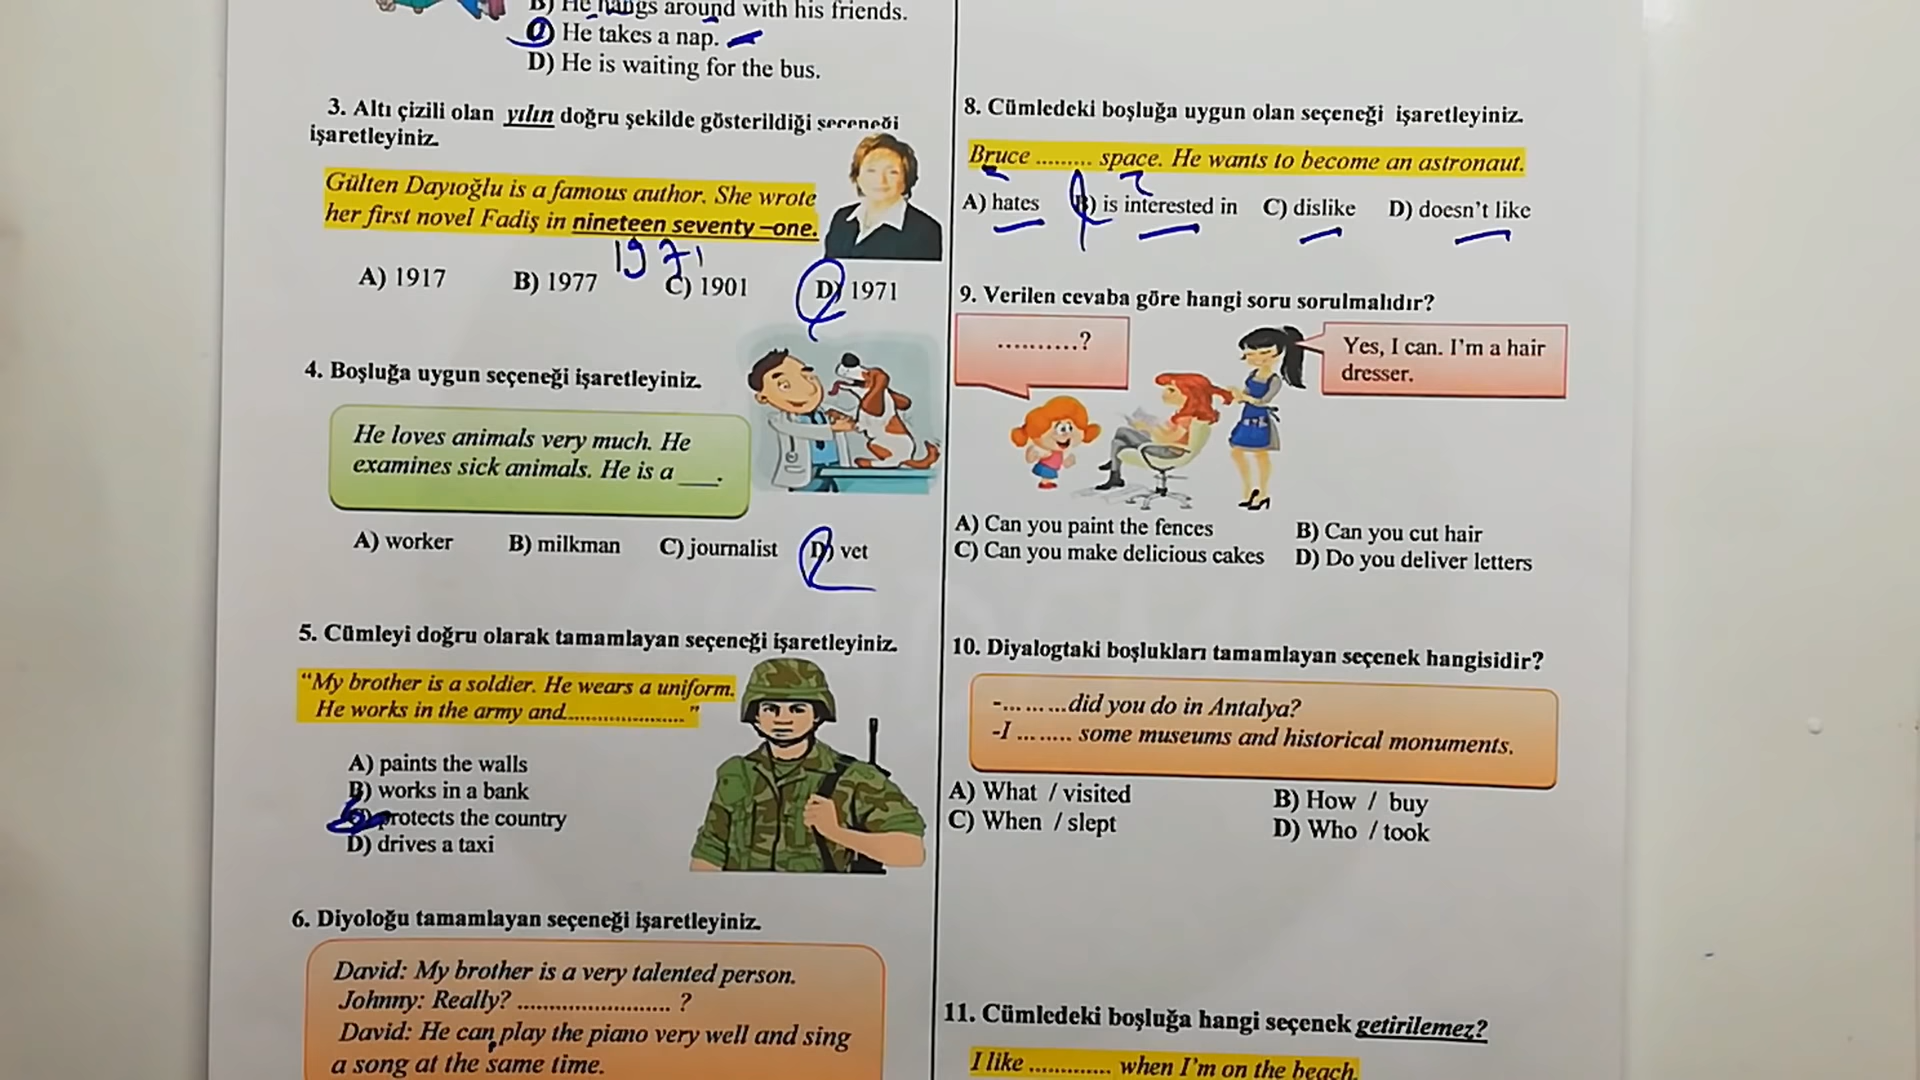 B) He hangs around with his friends.
C) He takes a nap.
D) He is waiting for the bus.
3. Altı çizili olan yılın doğru şekilde gösterildiği seçeneği
işaretleyiniz.
Gülten Dayıoğlu is a famous author. She wrote
her first novel Fadiş in nineteen seventy –one.
1971
A) 1917 B) 1977 C) 1901 D) 1971
4. Boşluğa uygun seçeneği işaretleyiniz.
He loves animals very much. He
examines sick animals. He is a ___.
A) worker B) milkman C) journalist D) vet
5. Cümleyi doğru olarak tamamlayan seçeneği işaretleyiniz.
“My brother is a soldier. He wears a uniform.
He works in the army and...................... ”
A) paints the walls
B) works in a bank
C) protects the country
D) drives a taxi
6. Diyoloğu tamamlayan seçeneği işaretleyiniz.
David: My brother is a very talented person.
Johnny: Really? ........................... ?
David: He can play the piano very well and sing
a song at the same time.
8. Cümledeki boşluğa uygun olan seçeneği işaretleyiniz.
Bruce ......... space. He wants to become an astronaut.
A) hates B) is interested in C) dislike D) doesn’t like
9. Verilen cevaba göre hangi soru sorulmalıdır?
..........?
Yes, I can. I’m a hair
dresser.
A) Can you paint the fences B) Can you cut hair
C) Can you make delicious cakes D) Do you deliver letters
10. Diyalogtaki boşlukları tamamlayan seçenek hangisidir?
-... ... ...did you do in Antalya?
-I ... ..... some museums and historical monuments.
A) What / visited B) How / buy
C) When / slept D) Who / took
11. Cümledeki boşluğa hangi seçenek getirilemez?
I like ............. when I’m on the beach.